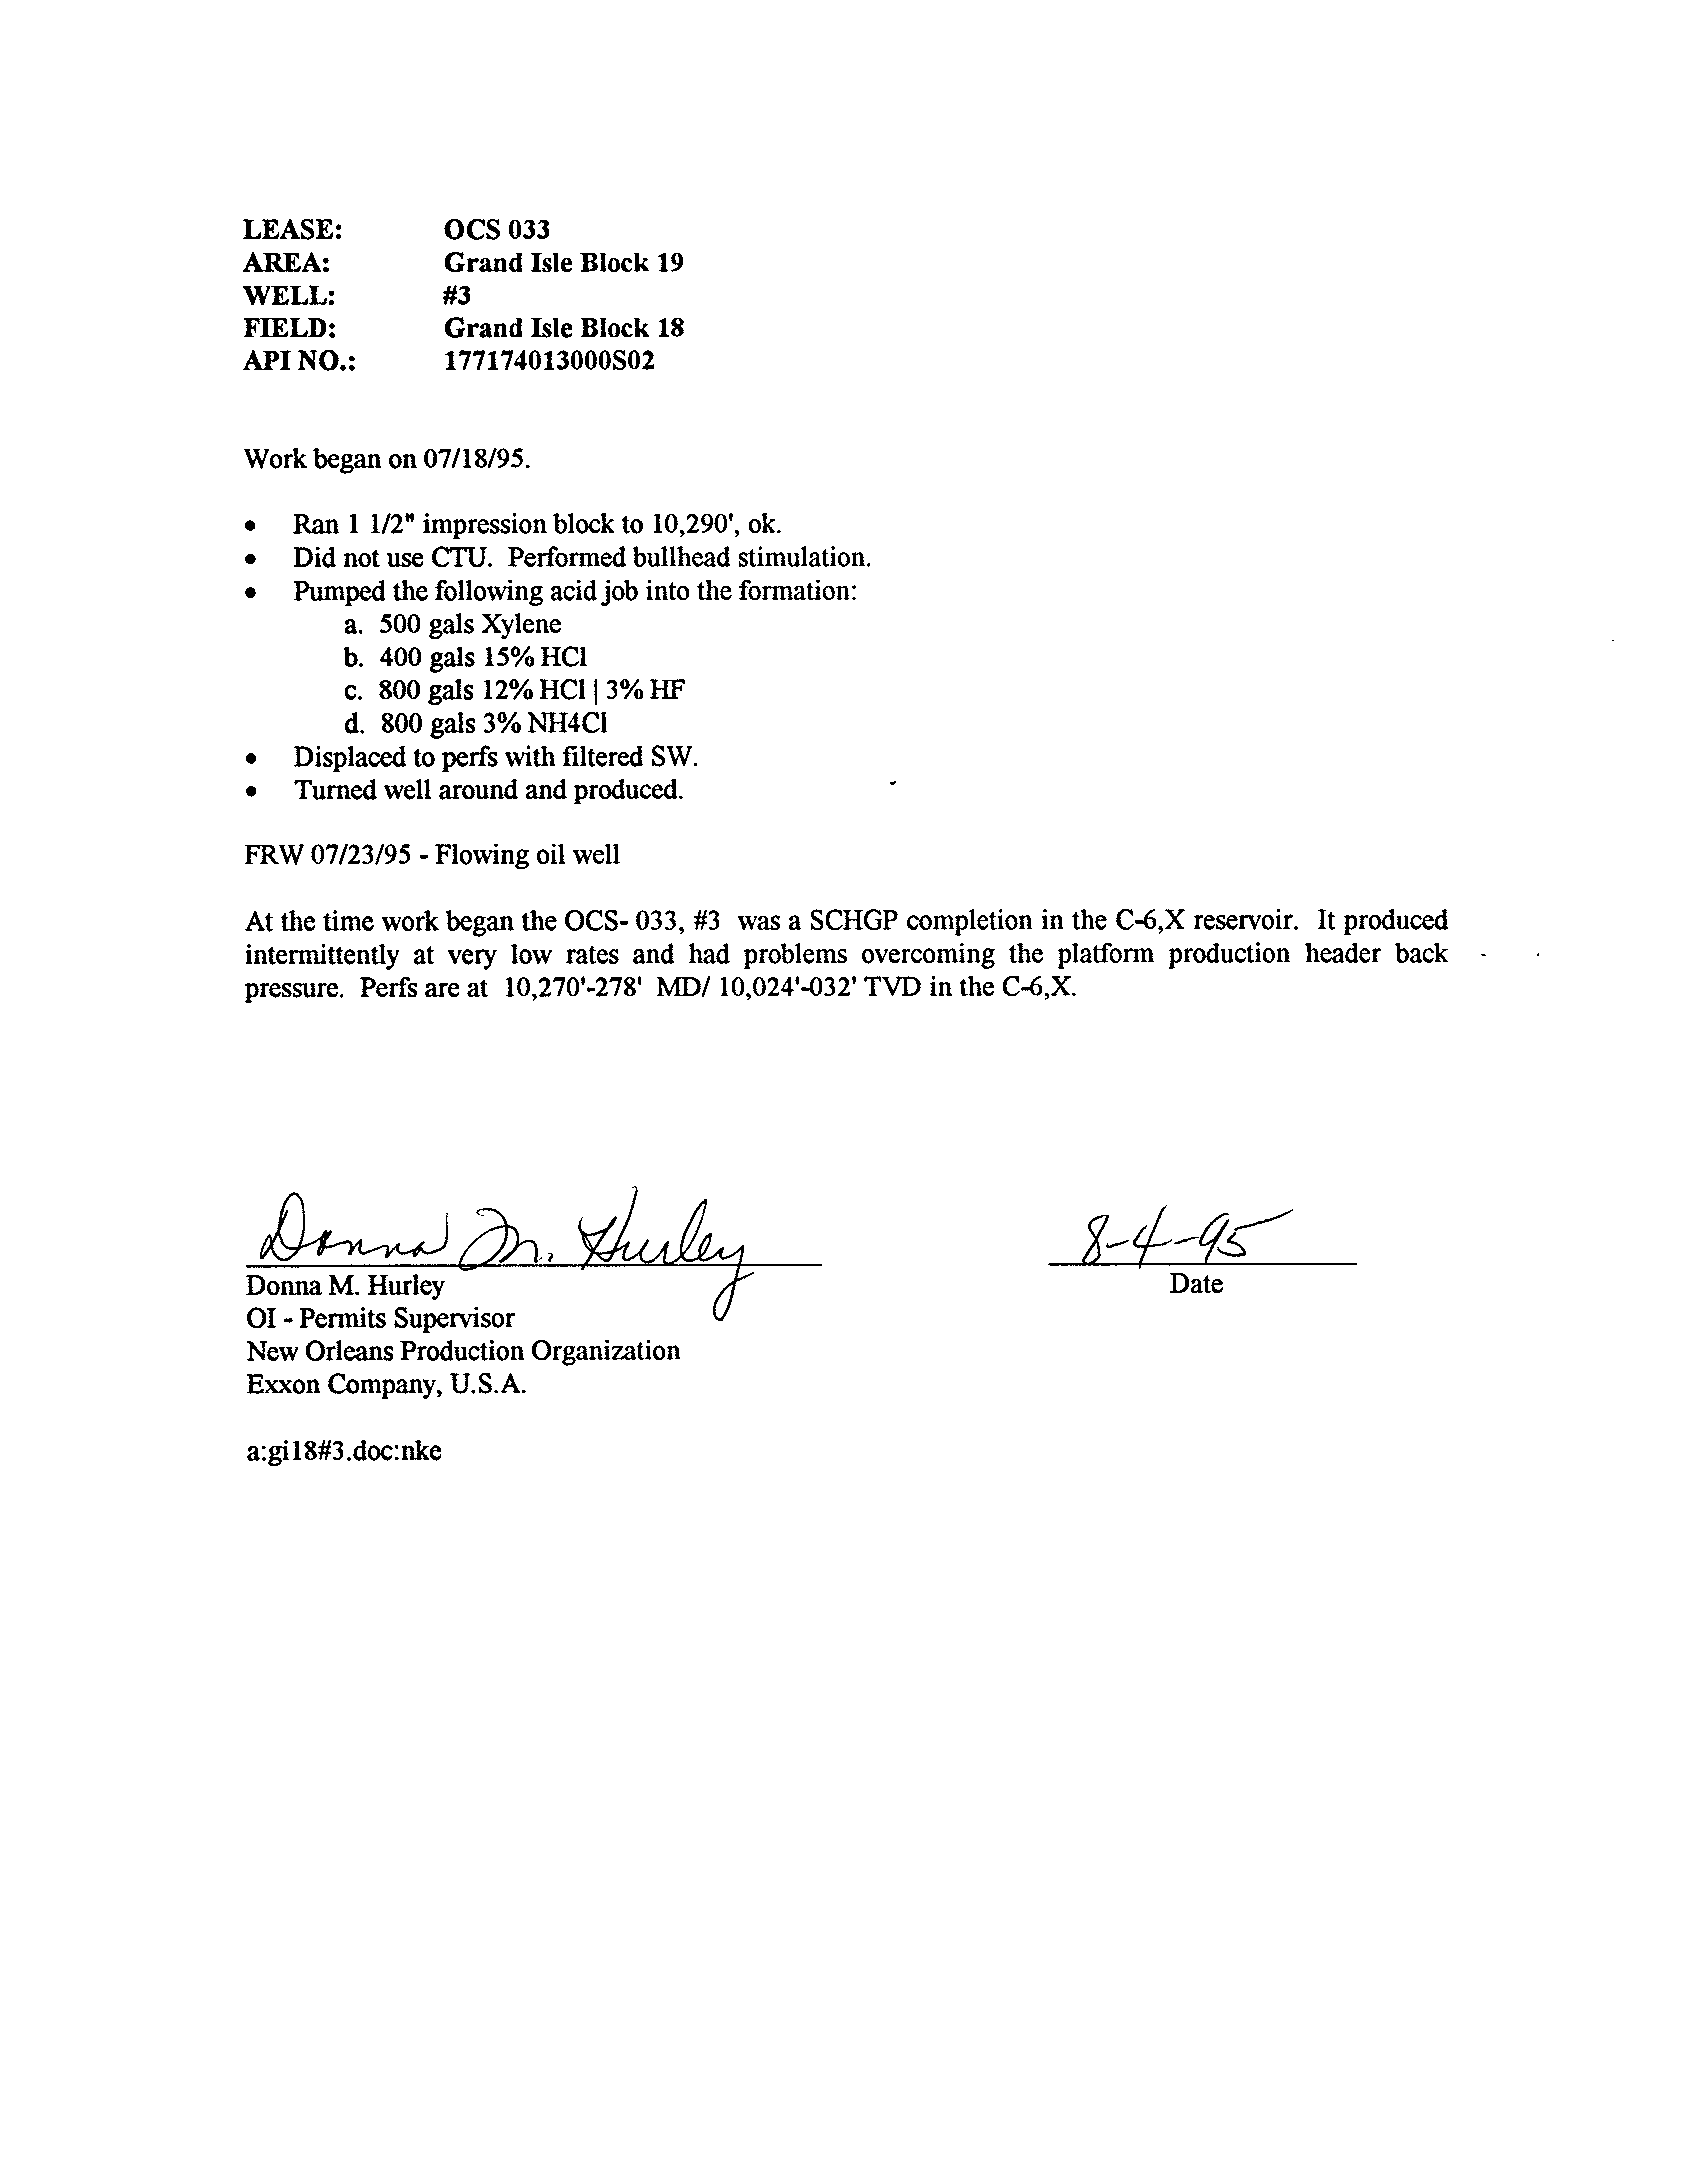 LEASE: OCS 033
AREA: Grand Isle Block 19
WELL: #3
FIELD: Grand Isle Block 18
API NO.: 177174013000S02
Work began on 07/18/95.
• Ran 1 1/2" impression block to 10,290', ok.
• Did not use CTU. Performed bullhead stimulation.
• Pumped the following acid job into the formation:
a. 500 gals Xylene
b. 400 gals 15% HCl
c. 800 gals 12% HCl | 3% HF
d. 800 gals 3% NH4Cl
• Displaced to perfs with filtered SW.
• Turned well around and produced.
FRW 07/23/95 - Flowing oil well
At the time work began the OCS- 033, #3 was a SCHGP completion in the C-6,X reservoir. It produced
intermittently at very low rates and had problems overcoming the platform production header back
pressure. Perfs are at 10,270'-278' MD/ 10,024'-032' TVD in the C-6,X.
Donna M. Hurley 8-4-95
Donna M. Hurley Date
OI - Permits Supervisor
New Orleans Production Organization
Exxon Company, U.S.A.
a:gi18#3.doc:nke